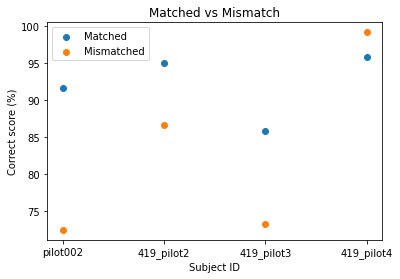 Matched vs Mismatch
Matched
Mismatched
Correct score (%)
100
95
90
85
80
75
pilot002 419_pilot2 419_pilot3 419_pilot4
Subject ID